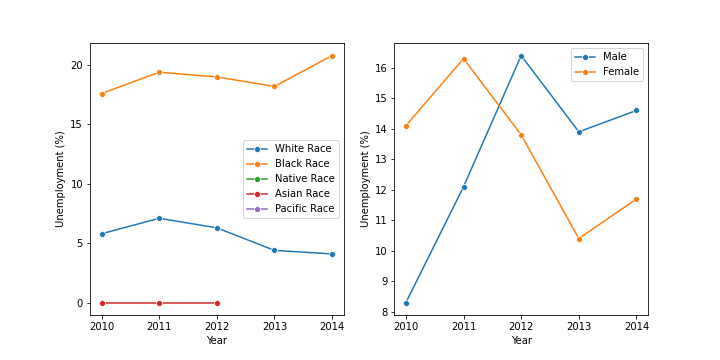 Unemployment (%)
20
15
10
5
0
White Race
Black Race
Native Race
Asian Race
Pacific Race
2010 2011 2012 2013 2014
Year
Unemployment (%)
16
15
14
13
12
11
10
9
8
Male
Female
2010 2011 2012 2013 2014
Year